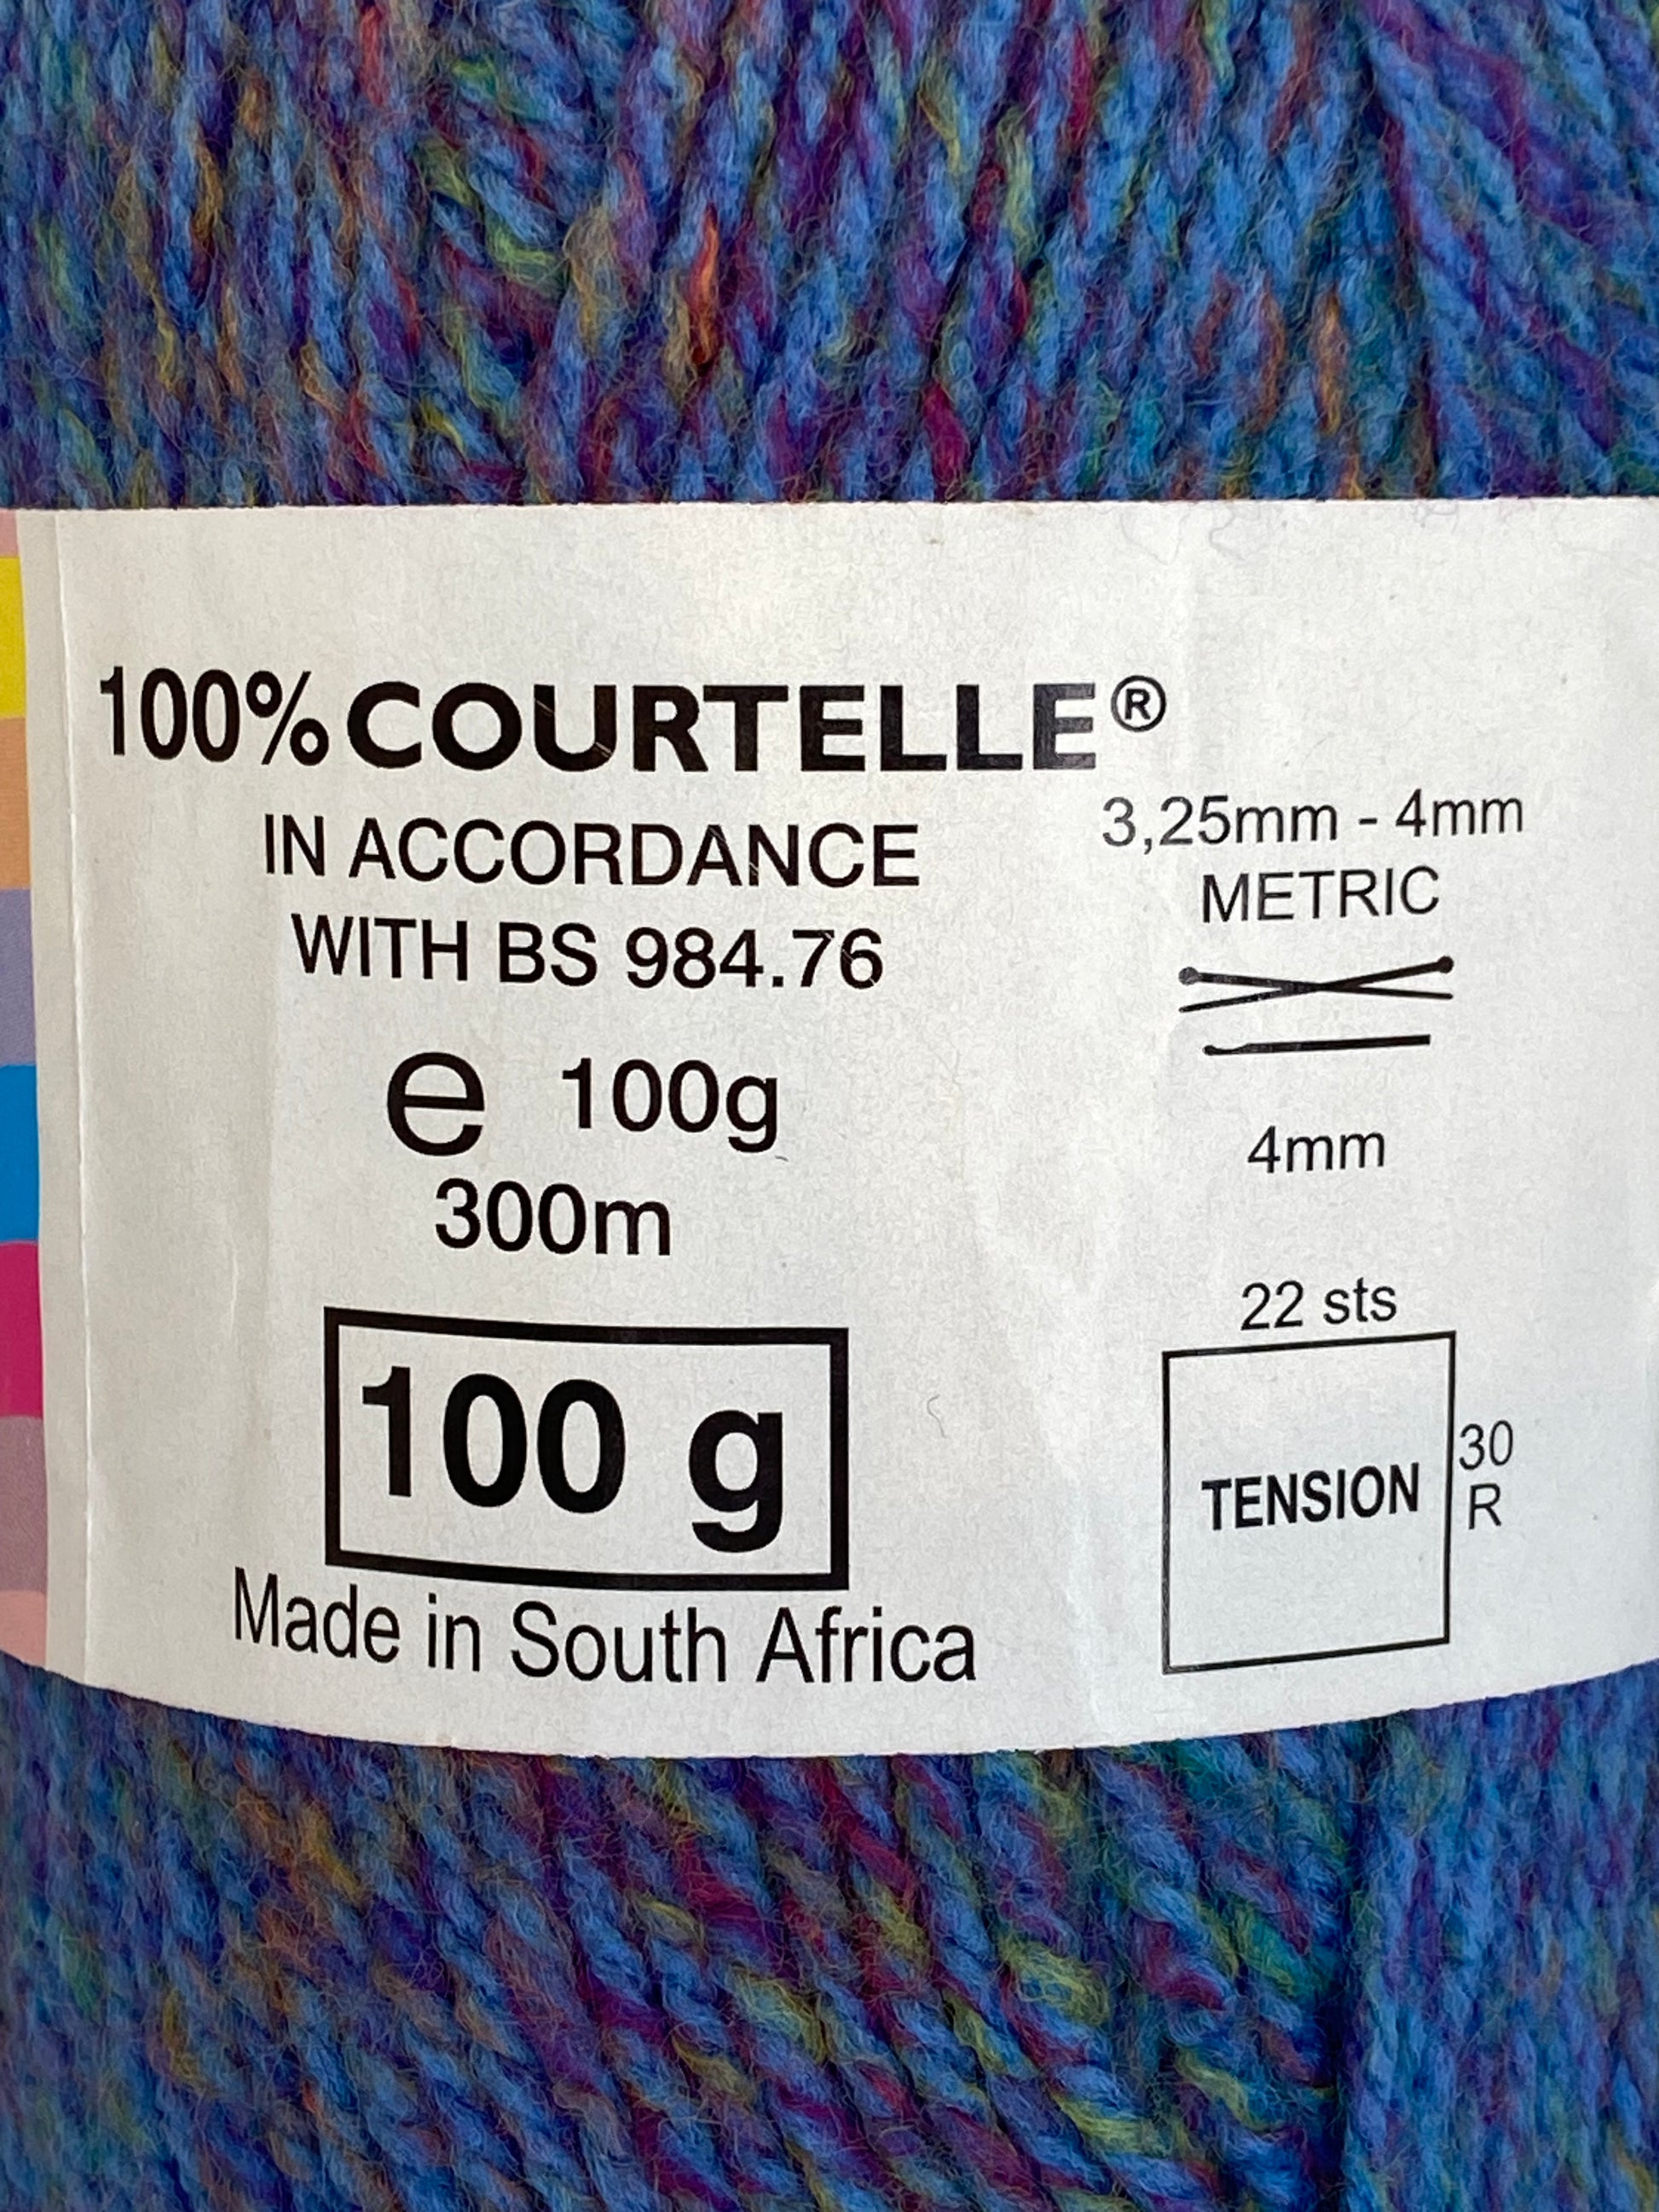 100% COURTELLE®
IN ACCORDANCE
WITH BS 984.76
e 100g
300m
100 g
Made in South Africa
3,25mm - 4mm
METRIC
4mm
22 sts
TENSION
30
R